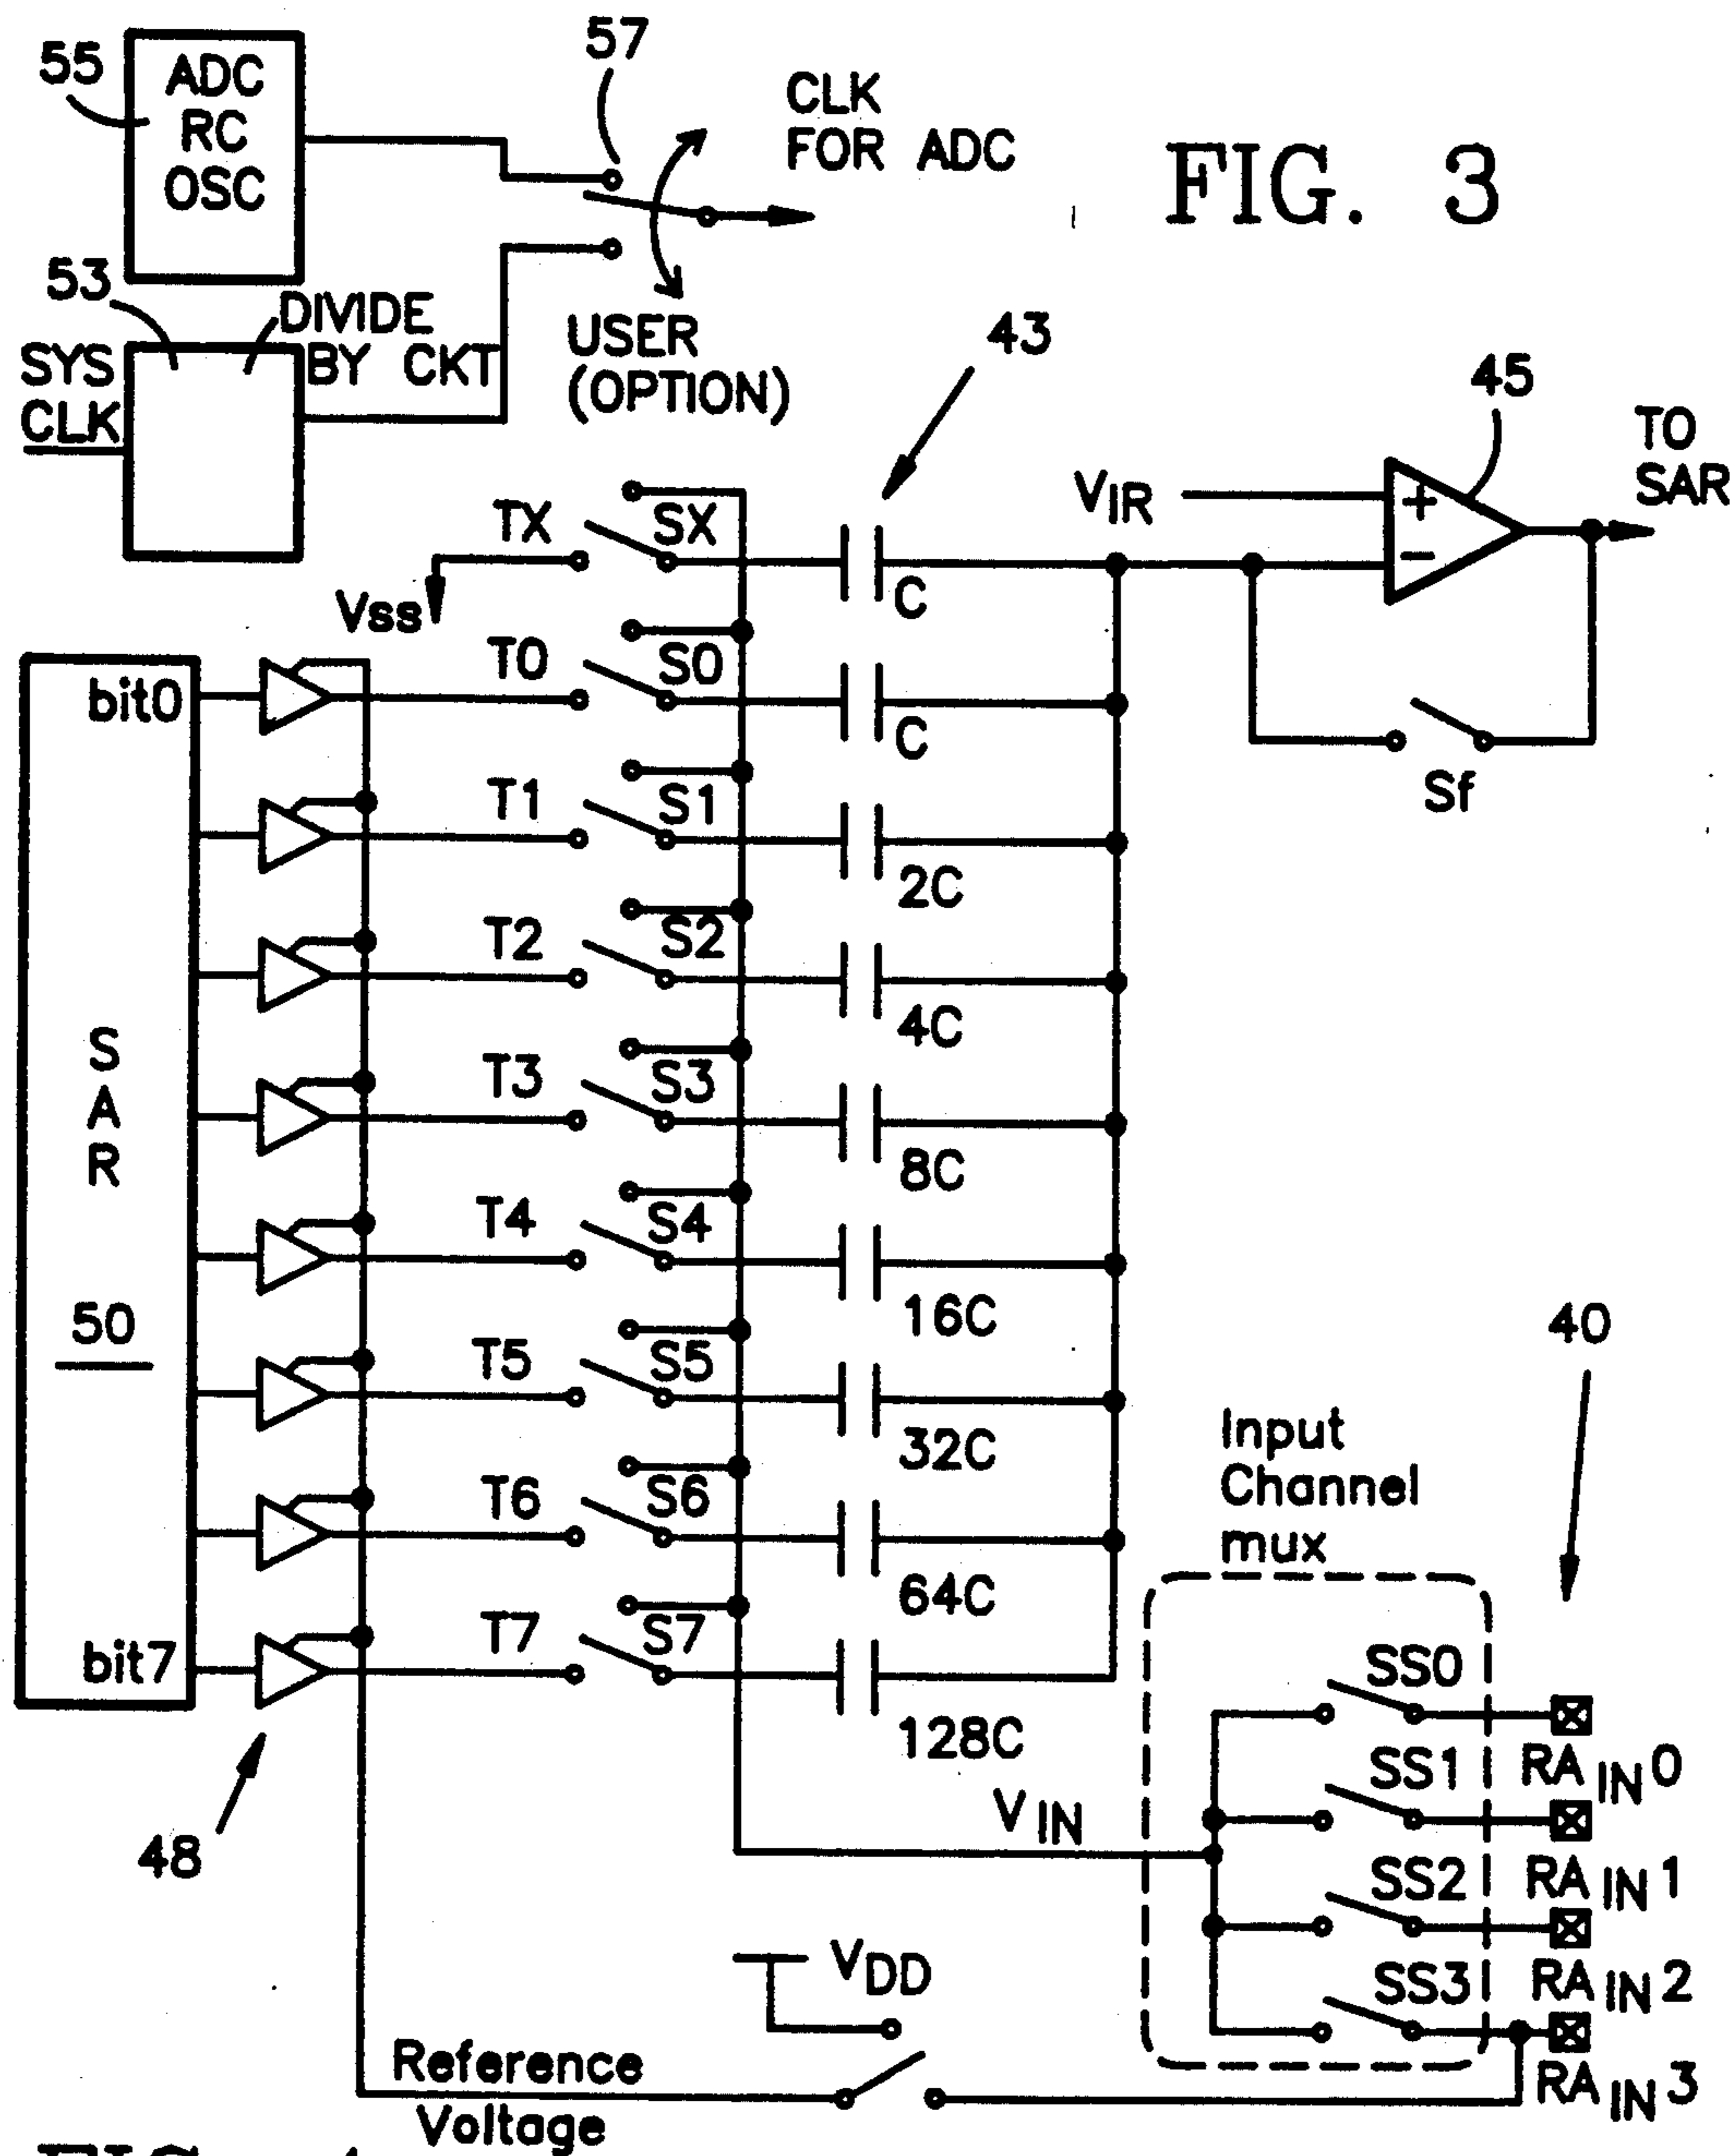 55
ADC
RC
OSC
57
CLK
FOR ADC
FIG. 3
53
DIVIDE
BY CKT
SYS
CLK
USER
(OPTION)
43
45
TO
SAR
VIR
TX
SX
C
Vss
bit0
T0
S0
C
Sf
T1
S1
2C
T2
S2
4C
S
A
R
T3
S3
8C
T4
S4
16C
50
T5
S5
32C
40
Input
Channel
mux
T6
S6
64C
bit7
T7
S7
128C
48
SS0
RA IN 0
SS1
RA IN 1
VIN
SS2
RA IN 2
SS3
RA IN 3
VDD
Reference
Voltage